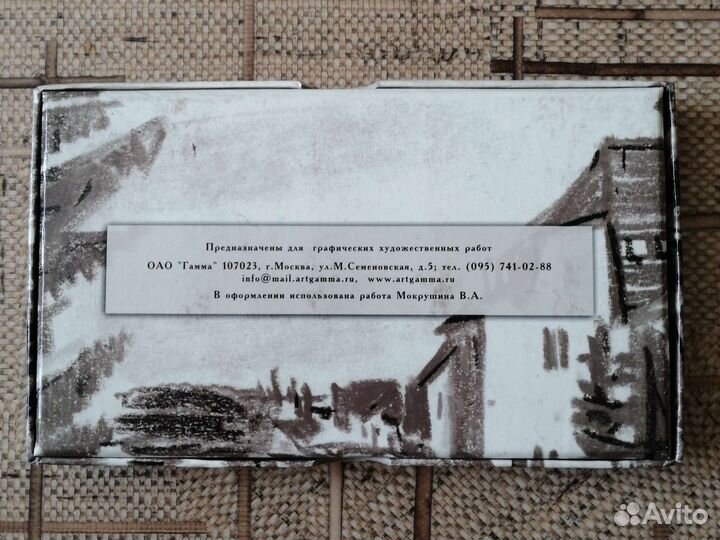 Предназначены для графических художественных работ
ОАО "Гамма" 107023, г.Москва, ул.М.Семеновская, д.5; тел. (095) 741-02-88
info@mail.artgamma.ru, www.artgamma.ru
В оформлении использована работа Мокрушина В.А.
Avito